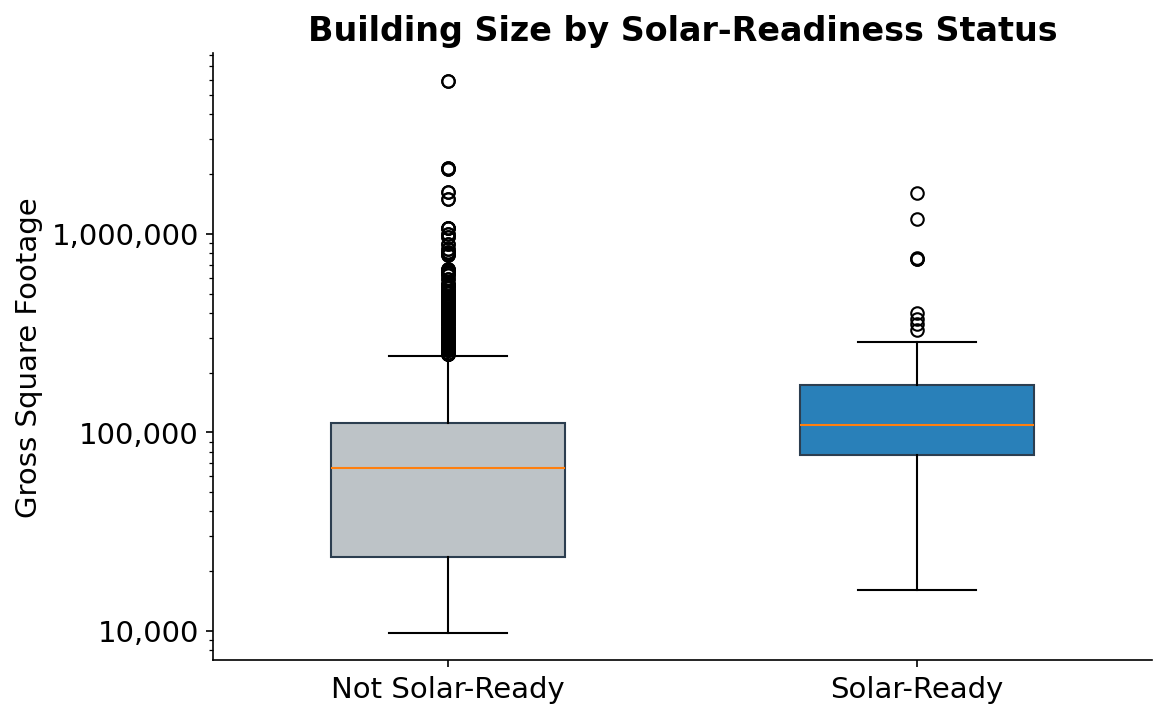 Building Size by Solar-Readiness Status
Gross Square Footage
1,000,000
100,000
10,000
Not Solar-Ready
Solar-Ready